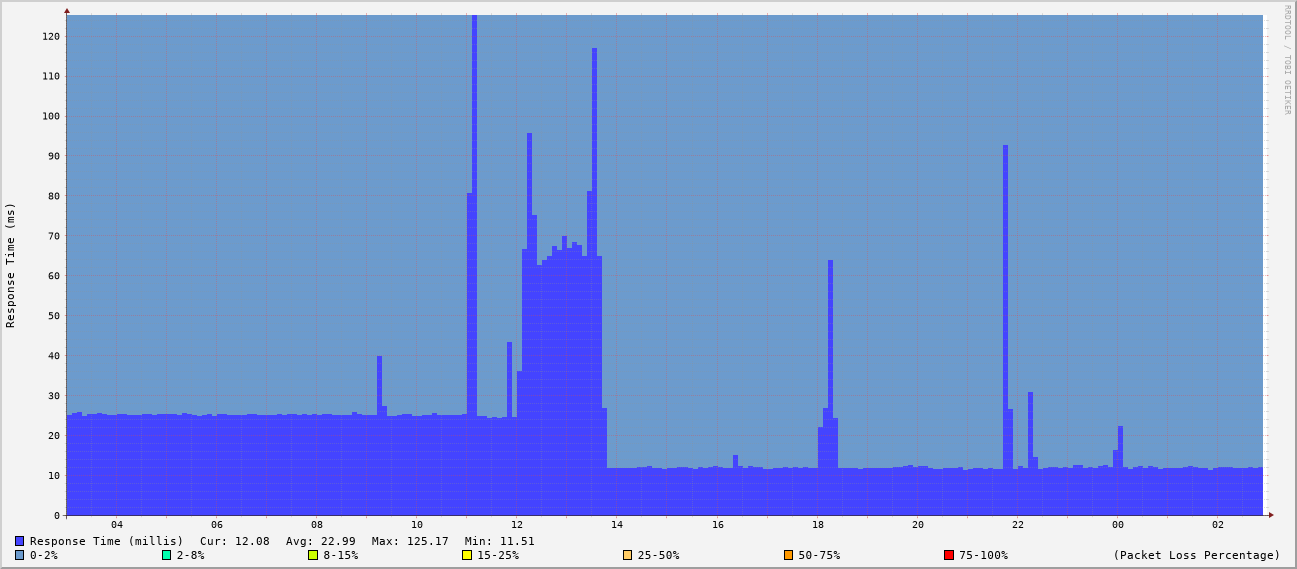 RRDTOOL / TOBI OETIKER
Response Time (ms)
120
110
100
90
80
70
60
50
40
30
20
10
0
04 06 08 10 12 14 16 18 20 22 00 02
Response Time (millis) Cur: 12.08 Avg: 22.99 Max: 125.17 Min: 11.51
0-2% 2-8% 8-15% 15-25% 25-50% 50-75% 75-100% (Packet Loss Percentage)